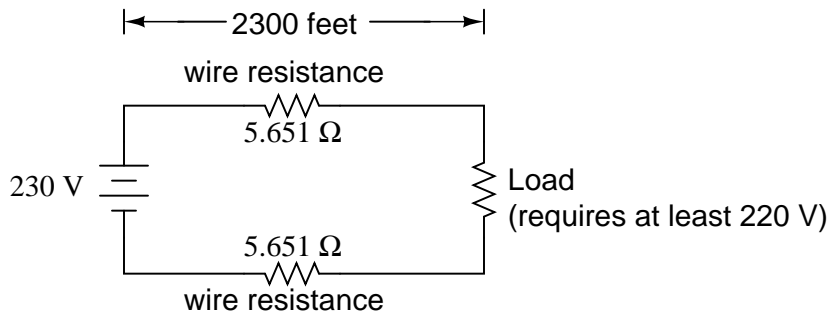 2300 feet
wire resistance
5.651 Ω
230 V
Load
(requires at least 220 V)
5.651 Ω
wire resistance